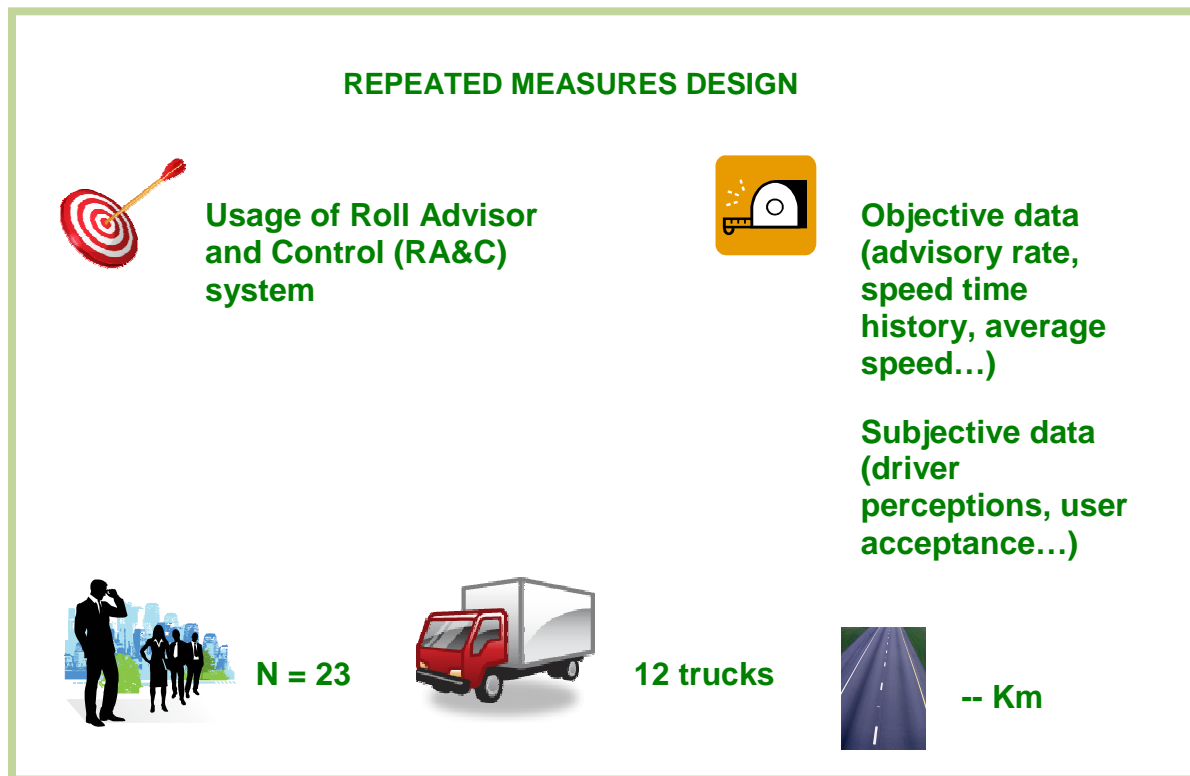 REPEATED MEASURES DESIGN
Usage of Roll Advisor
and Control (RA&C)
system
Objective data
(advisory rate,
speed time
history, average
speed…)
Subjective data
(driver
perceptions, user
acceptance…)
N = 23
12 trucks
-- Km